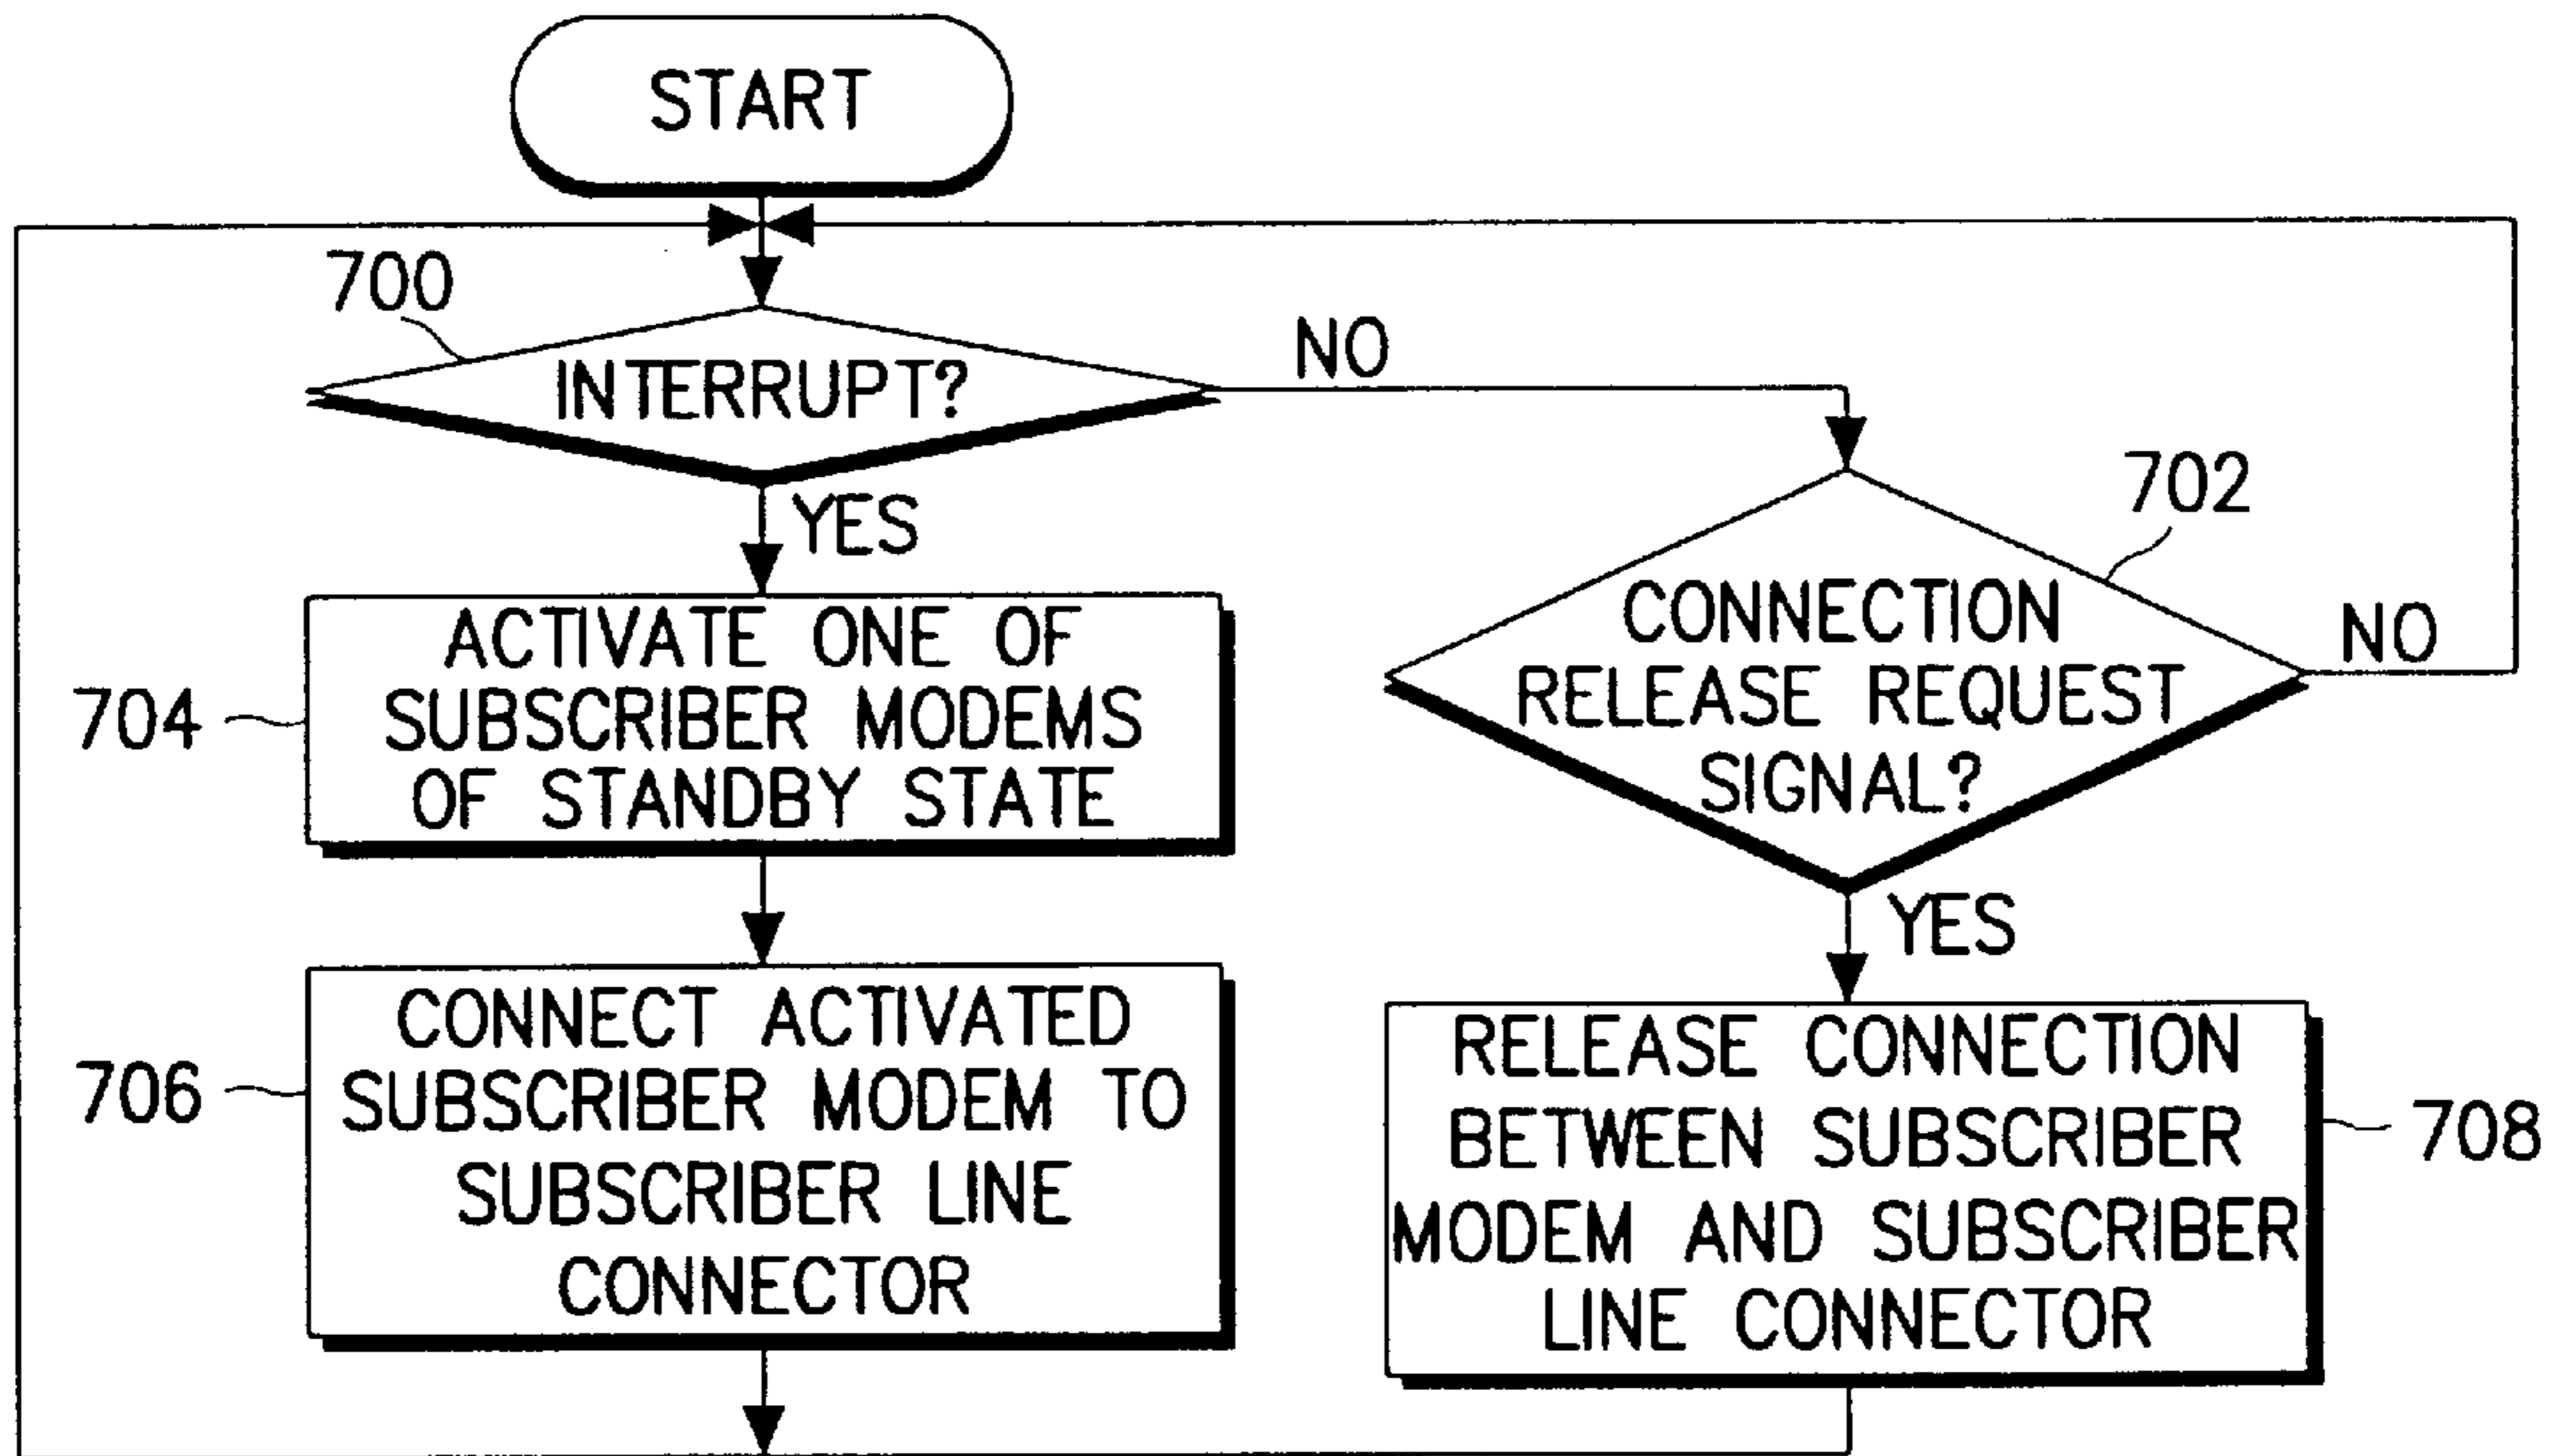 START
700
INTERRUPT?
NO
YES
702
CONNECTION
RELEASE REQUEST
SIGNAL?
NO
YES
704
ACTIVATE ONE OF
SUBSCRIBER MODEMS
OF STANDBY STATE
706
CONNECT ACTIVATED
SUBSCRIBER MODEM TO
SUBSCRIBER LINE
CONNECTOR
RELEASE CONNECTION
BETWEEN SUBSCRIBER
MODEM AND SUBSCRIBER
LINE CONNECTOR
708